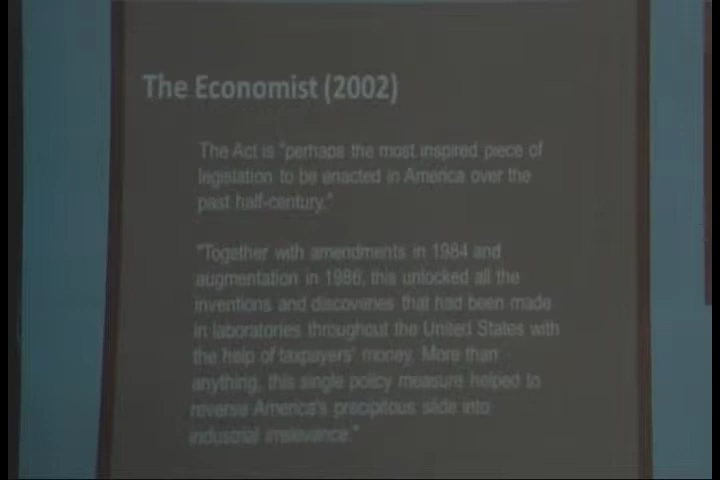 The Economist (2002)
The Act is "perhaps the most inspired piece of
legislation to be enacted in America over the
past half-century."
"Together with amendments in 1984 and
augmentation in 1986, this unlocked all the
inventions and discoveries that had been made
in laboratories throughout the United States with
the help of taxpayers' money. More than
anything, this single policy measure helped to
reverse America's precipitous slide into
industrial irrelevance."